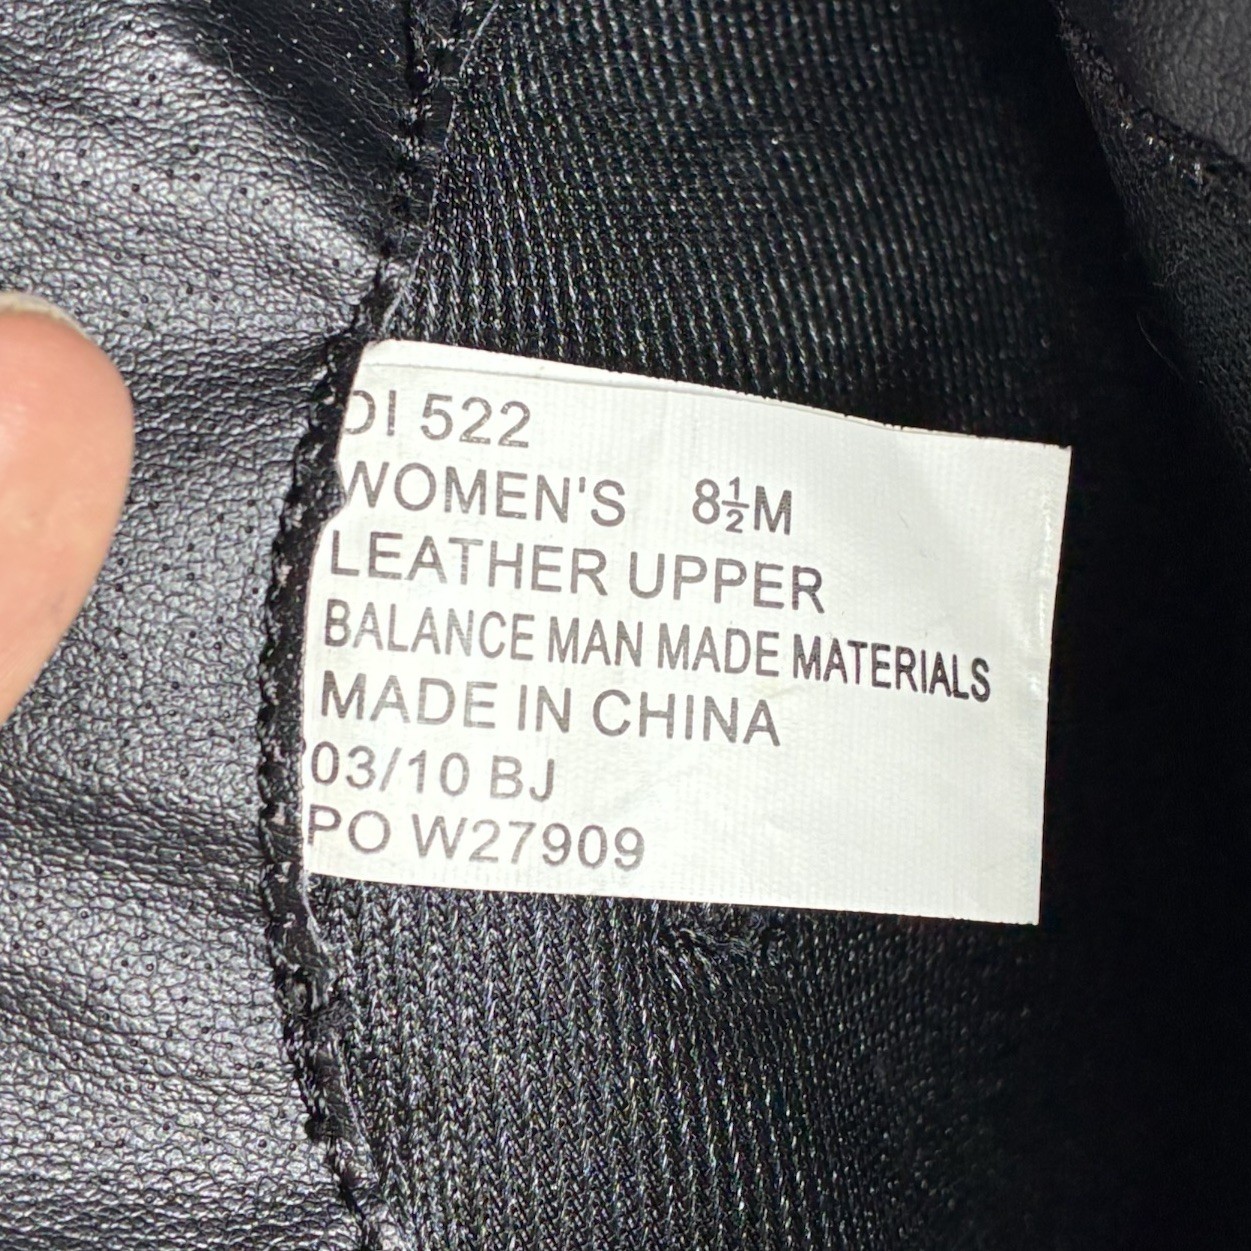 DI 522
WOMEN'S 8½M
LEATHER UPPER
BALANCE MAN MADE MATERIALS
MADE IN CHINA
03/10 BJ
PO W27909